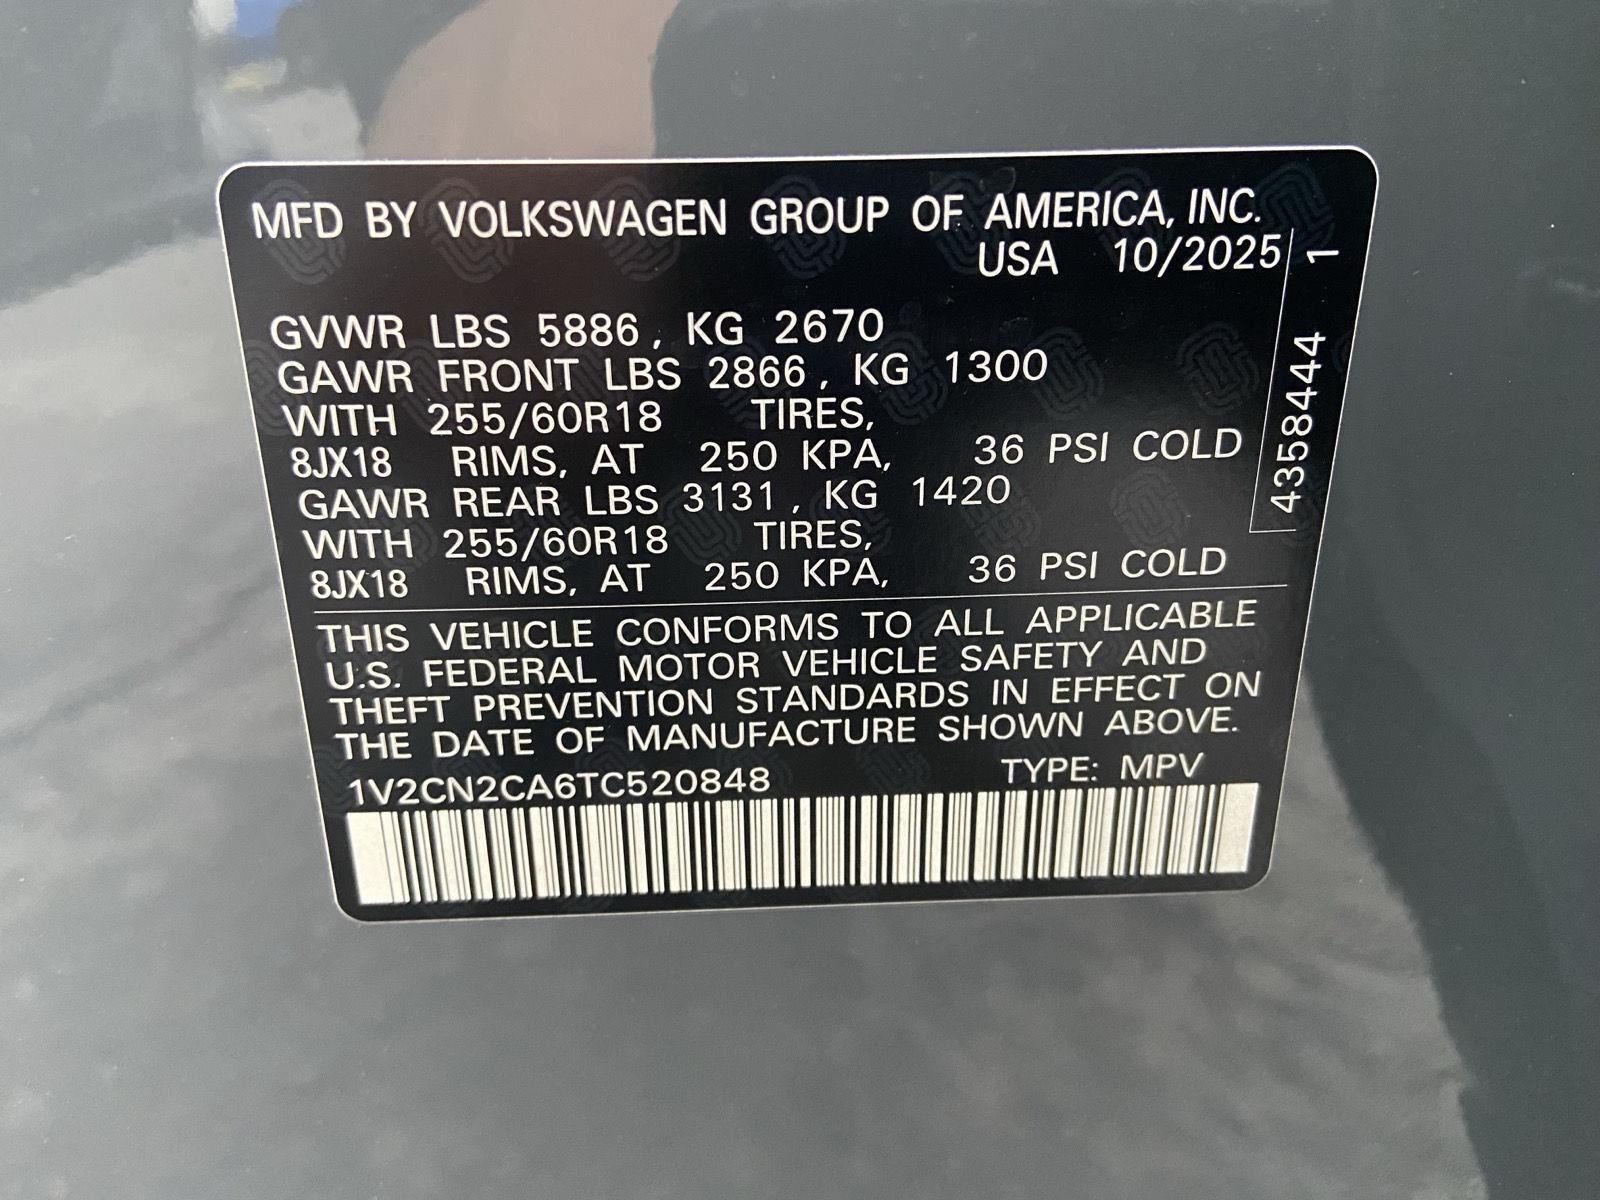 MFD BY VOLKSWAGEN GROUP OF AMERICA, INC.
USA 10/2025
GVWR LBS 5886, KG 2670
GAWR FRONT LBS 2866, KG 1300
WITH 255/60R18 TIRES,
8JX18 RIMS, AT 250 KPA, 36 PSI COLD
GAWR REAR LBS 3131, KG 1420
WITH 255/60R18 TIRES,
8JX18 RIMS, AT 250 KPA, 36 PSI COLD
4358444 1
THIS VEHICLE CONFORMS TO ALL APPLICABLE
U.S. FEDERAL MOTOR VEHICLE SAFETY AND
THEFT PREVENTION STANDARDS IN EFFECT ON
THE DATE OF MANUFACTURE SHOWN ABOVE.
1V2CN2CA6TC520848 TYPE: MPV